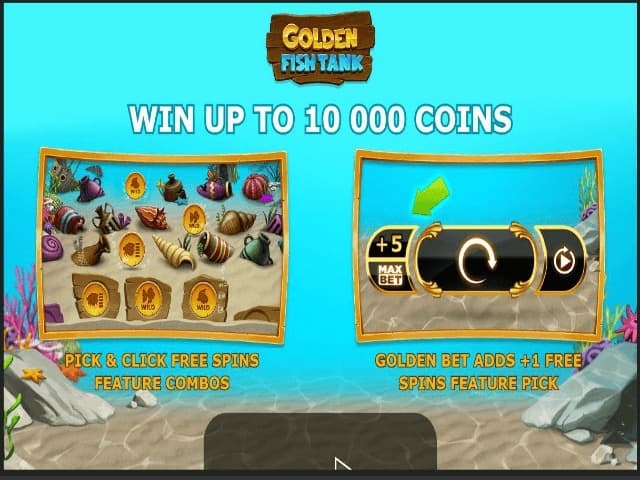 GOLDEN
FISH TANK
WIN UP TO 10 000 COINS
WILD
WILD
WILD
WILD
+5
MAX
BET
PICK & CLICK FREE SPINS
FEATURE COMBOS
GOLDEN BET ADDS +1 FREE
SPINS FEATURE PICK